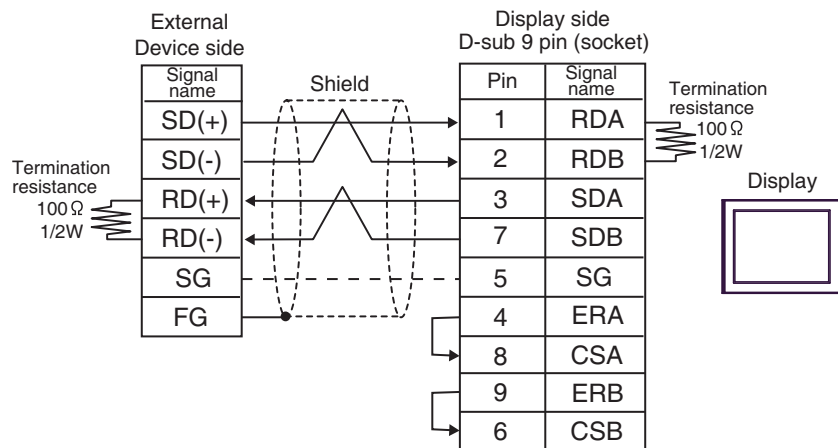 External
Device side
Display side
D-sub 9 pin (socket)
Signal
name
Shield
Pin
Signal
name
Termination
resistance
100Ω
1/2W
SD(+)
1
RDA
SD(-)
2
RDB
Termination
resistance
100Ω
1/2W
RD(+)
3
SDA
Display
RD(-)
7
SDB
SG
5
SG
FG
4
ERA
8
CSA
9
ERB
6
CSB